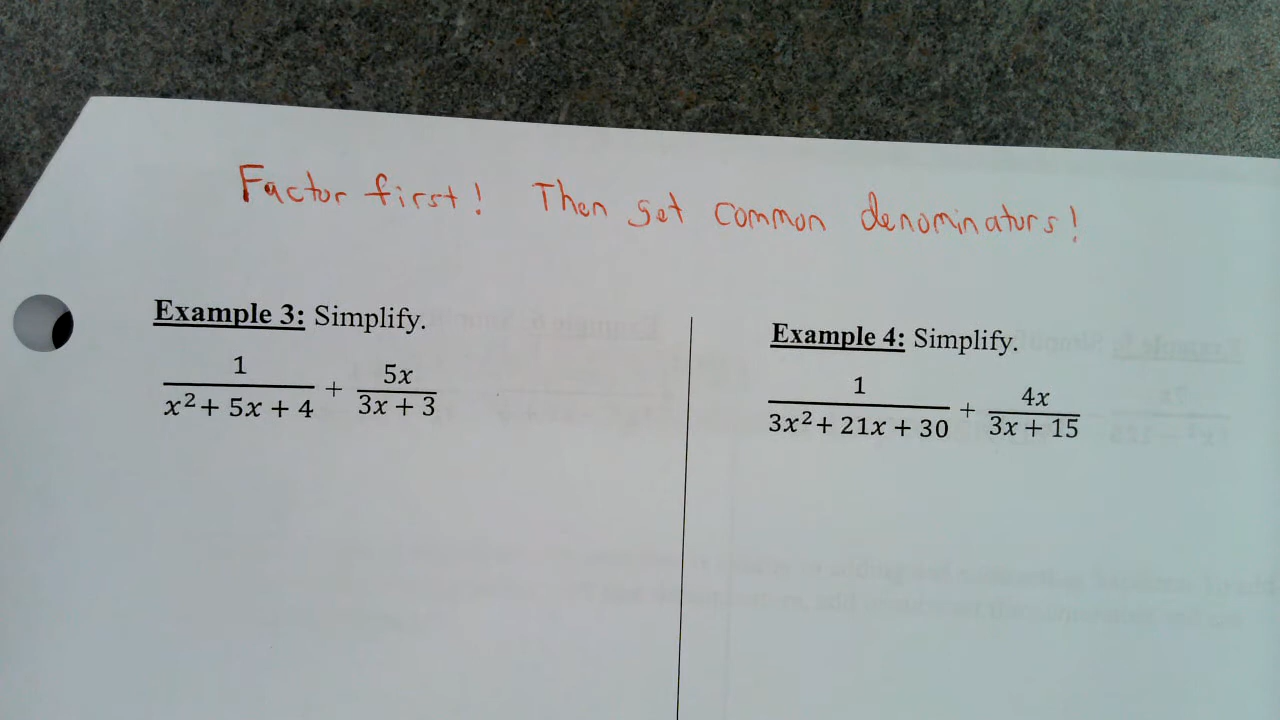 Factor first! Then get common denominators!
Example 3: Simplify.
1/(x²+ 5x + 4) + 5x/(3x + 3)
Example 4: Simplify.
1/(3x²+ 21x + 30) + 4x/(3x + 15)